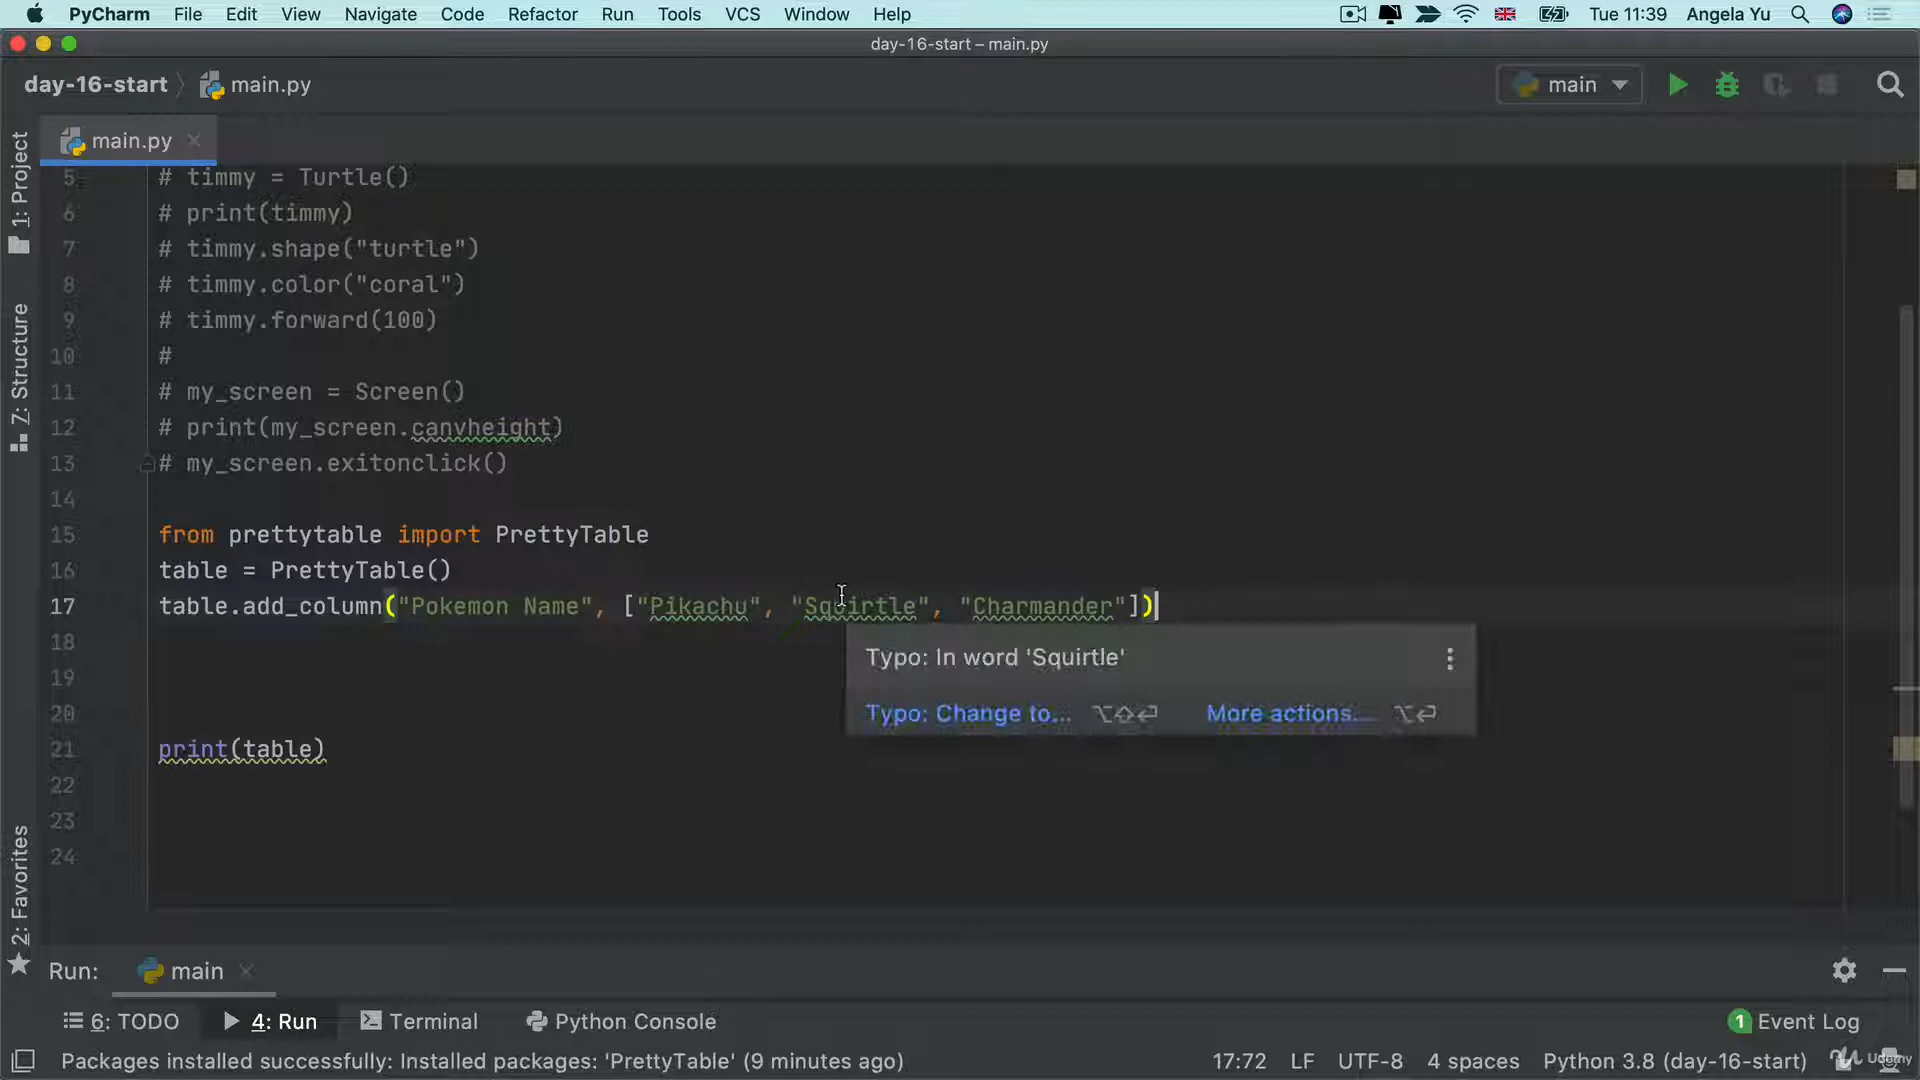 PyCharm File Edit View Navigate Code Refactor Run Tools VCS Window Help Tue 11:39 Angela Yu
day-16-start – main.py
day-16-start main.py main
main.py
1: Project
7: Structure
2: Favorites
5 # timmy = Turtle()
6 # print(timmy)
7 # timmy.shape("turtle")
8 # timmy.color("coral")
9 # timmy.forward(100)
10 #
11 # my_screen = Screen()
12 # print(my_screen.canvheight)
13 # my_screen.exitonclick()
14
15 from prettytable import PrettyTable
16 table = PrettyTable()
17 table.add_column("Pokemon Name", ["Pikachu", "Squirtle", "Charmander"])
18
Typo: In word 'Squirtle'
19
20
Typo: Change to... ⌥⇧⏎ More actions... ⌥⏎
21 print(table)
22
23
24
Run: main
6: TODO 4: Run Terminal Python Console 1 Event Log
Packages installed successfully: Installed packages: 'PrettyTable' (9 minutes ago) 17:72 LF UTF-8 4 spaces Python 3.8 (day-16-start) Udemy